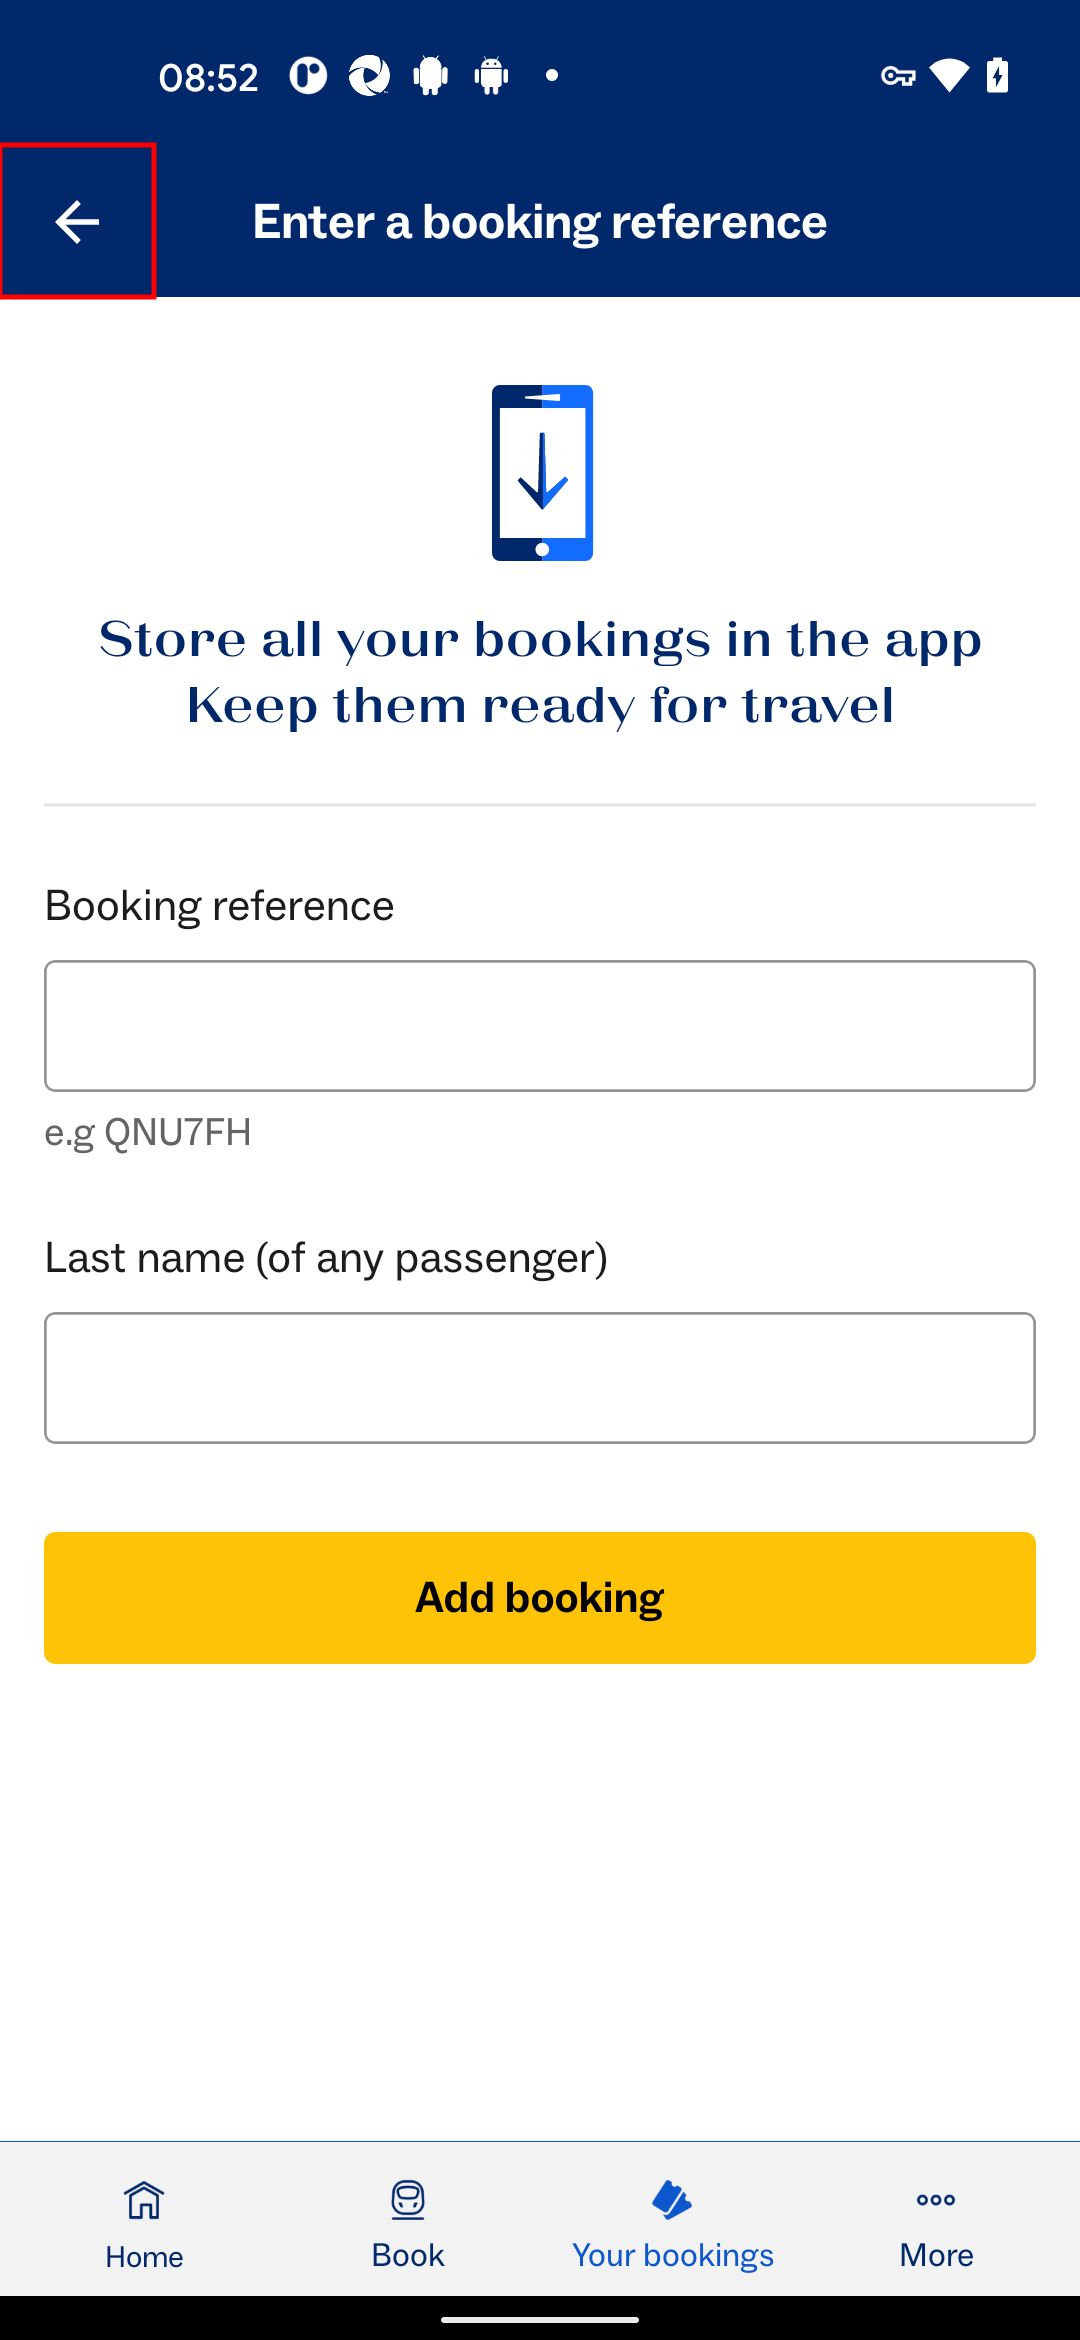 08:52
Enter a booking reference
Store all your bookings in the app
Keep them ready for travel
Booking reference
e.g QNU7FH
Last name (of any passenger)
Add booking
Home
Book
Your bookings
More